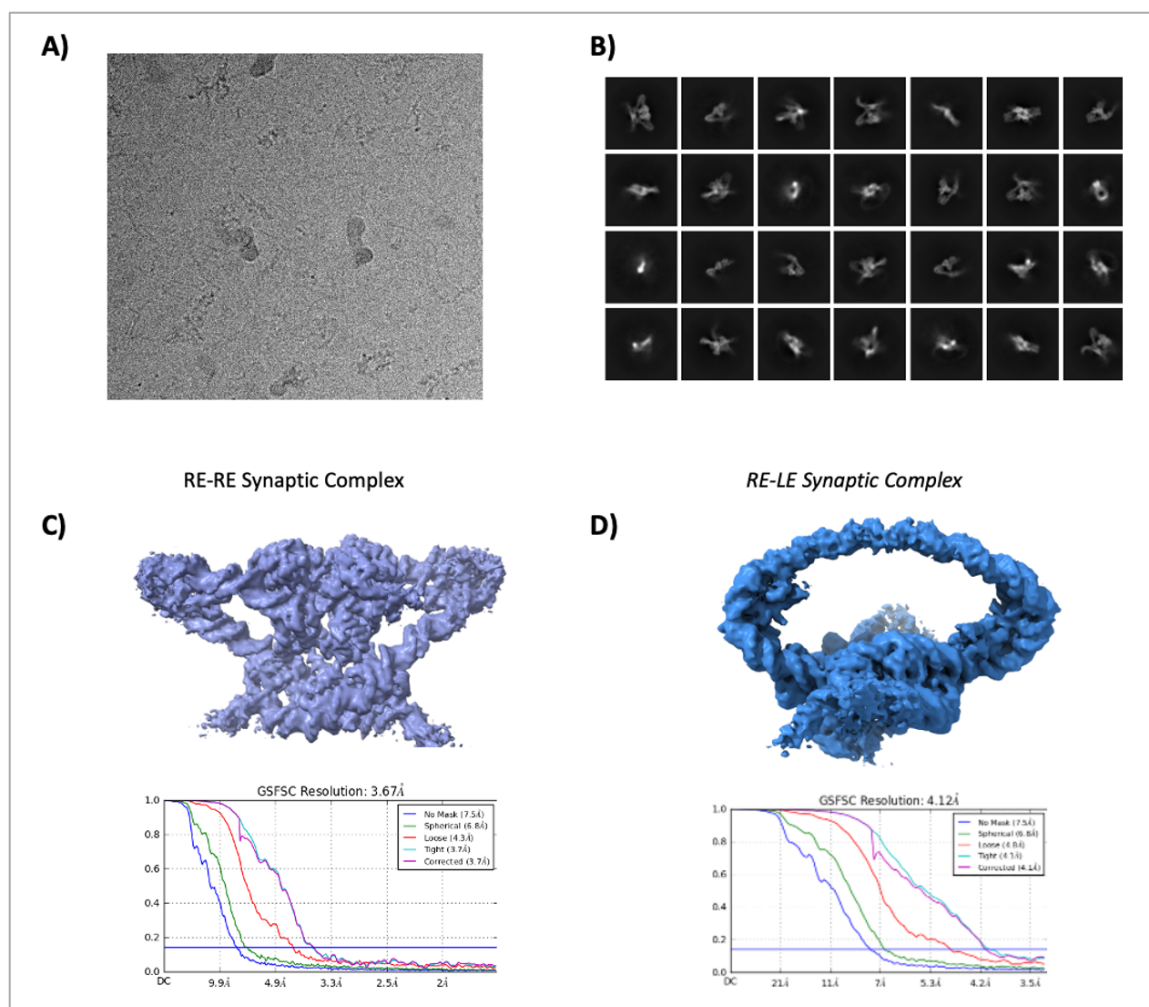 A)
B)
RE-RE Synaptic Complex
RE-LE Synaptic Complex
C)
D)
GSFSC Resolution: 3.67Å
1.0
0.8
0.6
0.4
0.2
0.0
No Mask (7.5Å)
Spherical (6.8Å)
Loose (4.3Å)
Tight (3.7Å)
Corrected (3.7Å)
DC
9.9Å
4.9Å
3.3Å
2.5Å
2Å
GSFSC Resolution: 4.12Å
1.0
0.8
0.6
0.4
0.2
0.0
No Mask (7.5Å)
Spherical (6.8Å)
Loose (4.8Å)
Tight (4.1Å)
Corrected (4.1Å)
DC
21Å
11Å
7Å
5.3Å
4.2Å
3.5Å